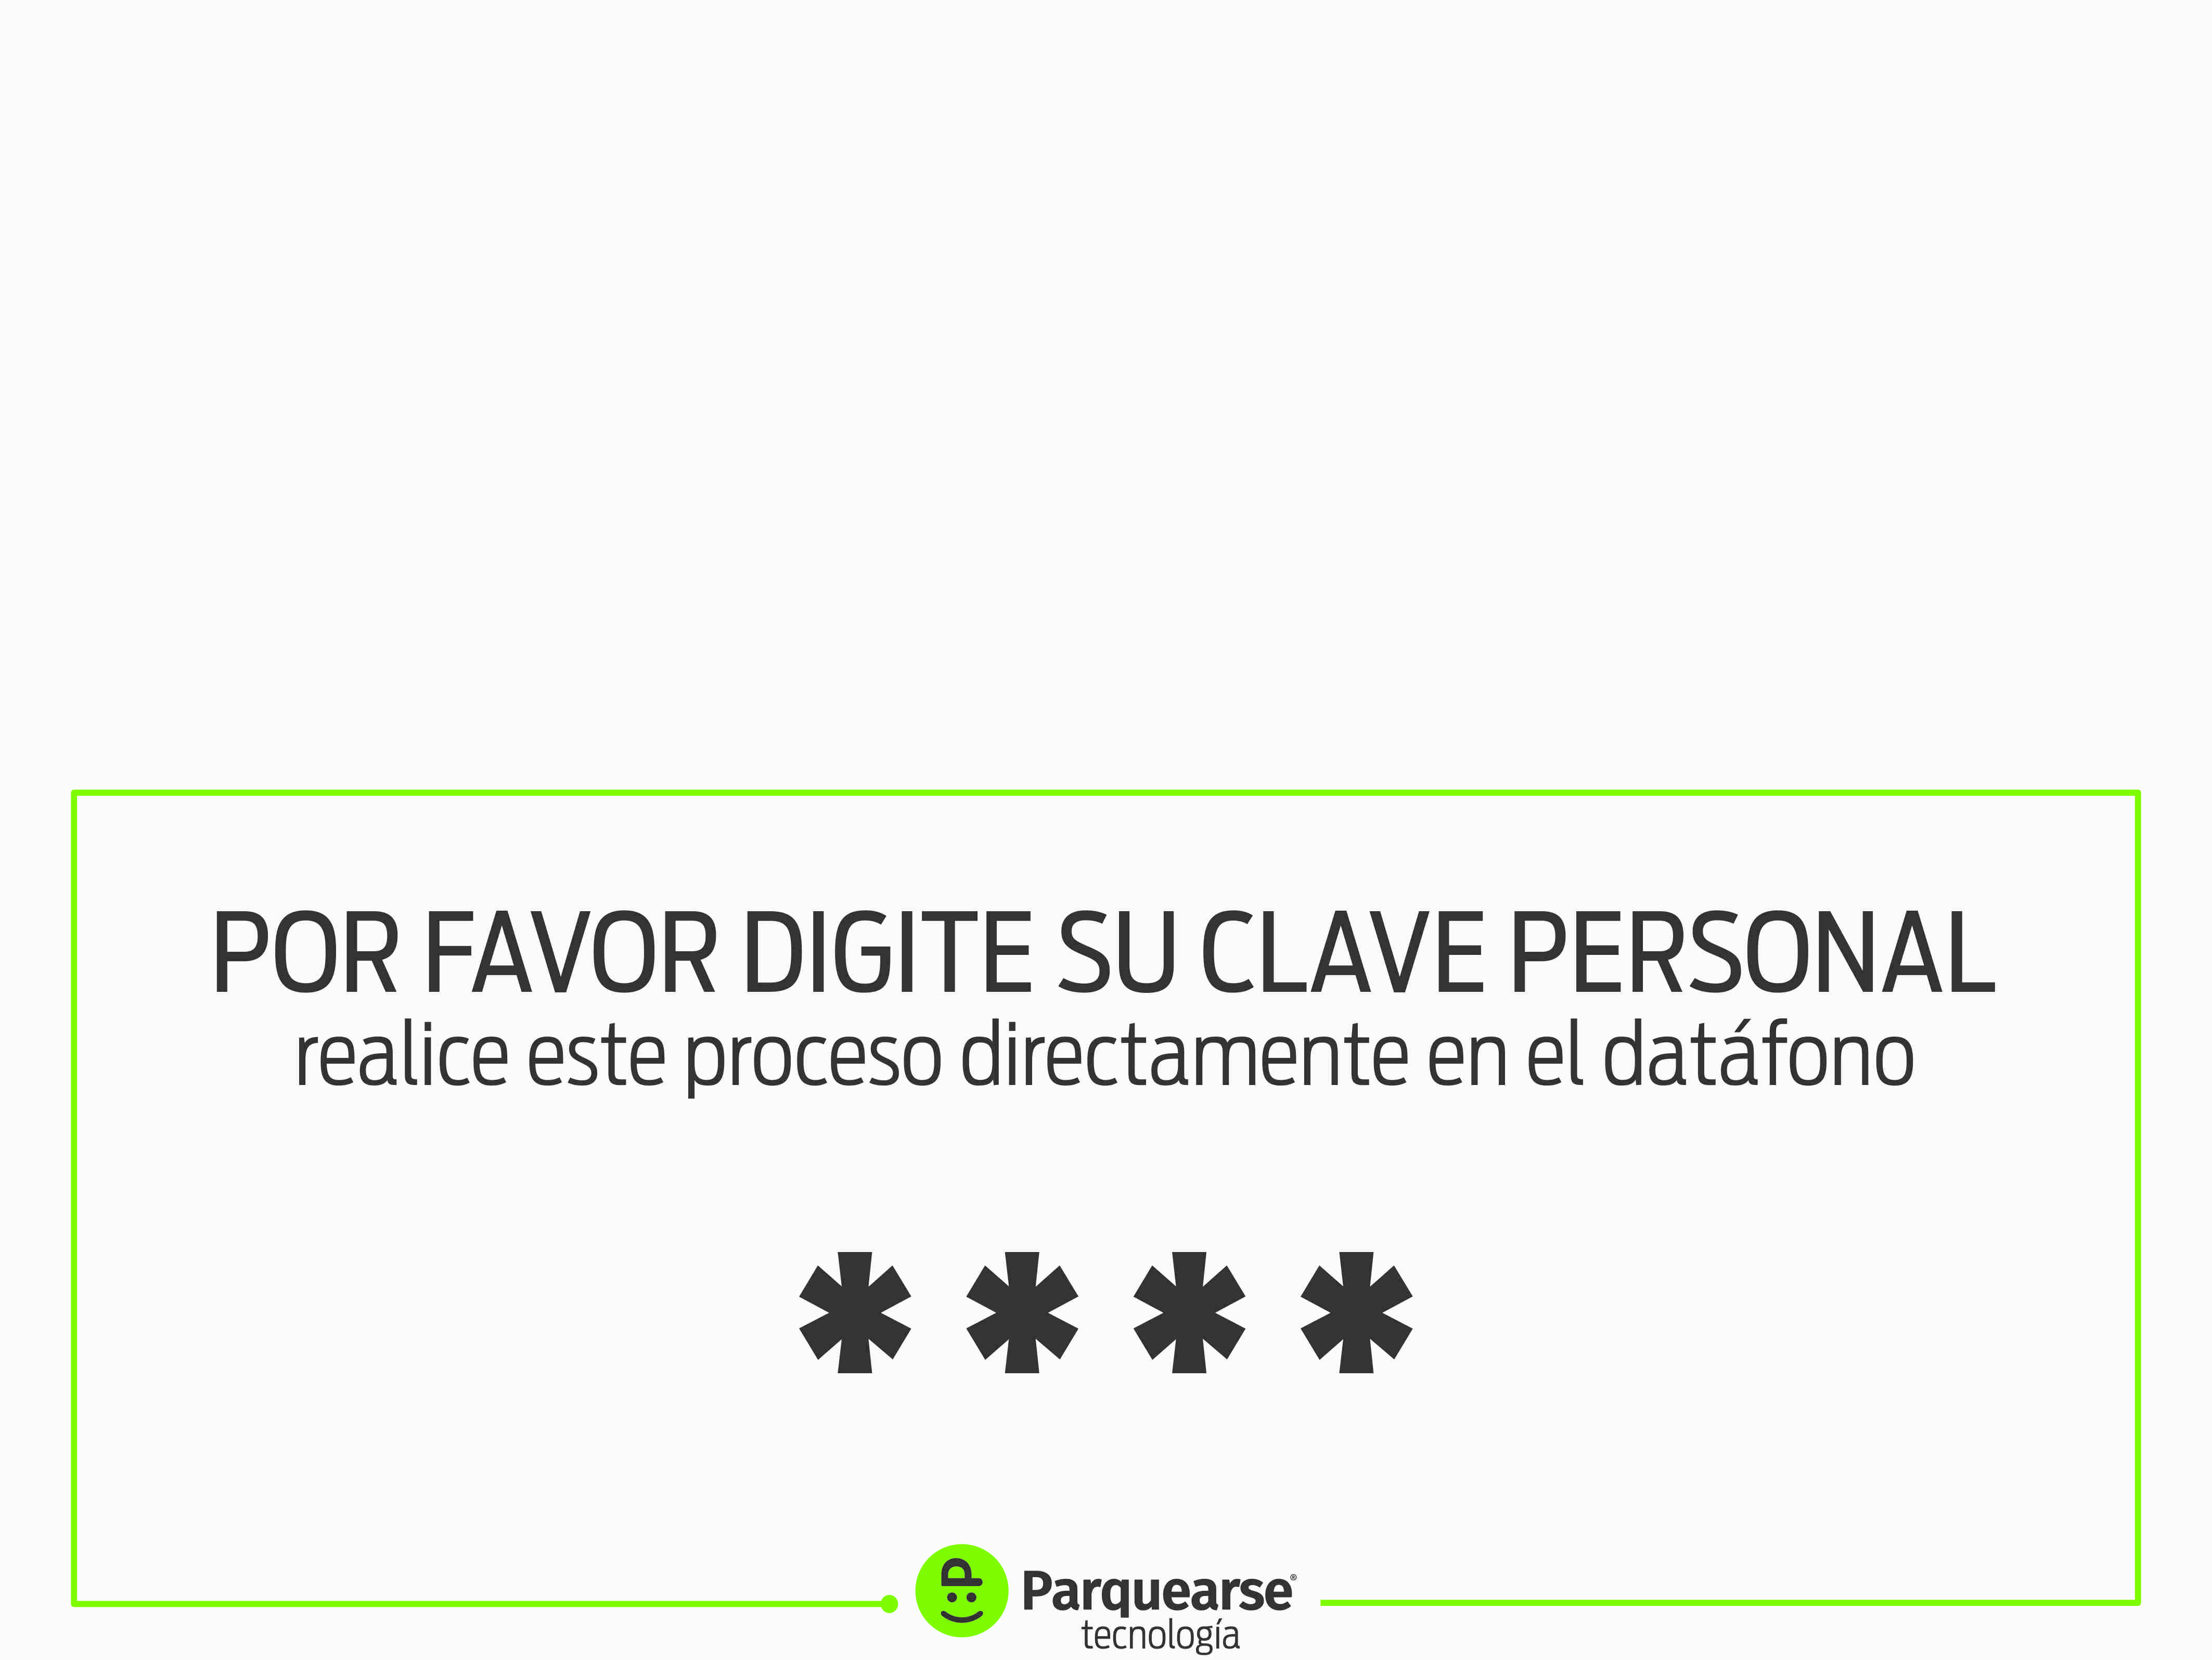 POR FAVOR DIGITE SU CLAVE PERSONAL
realice este proceso directamente en el datáfono
* * * *
Parquearse®
tecnología